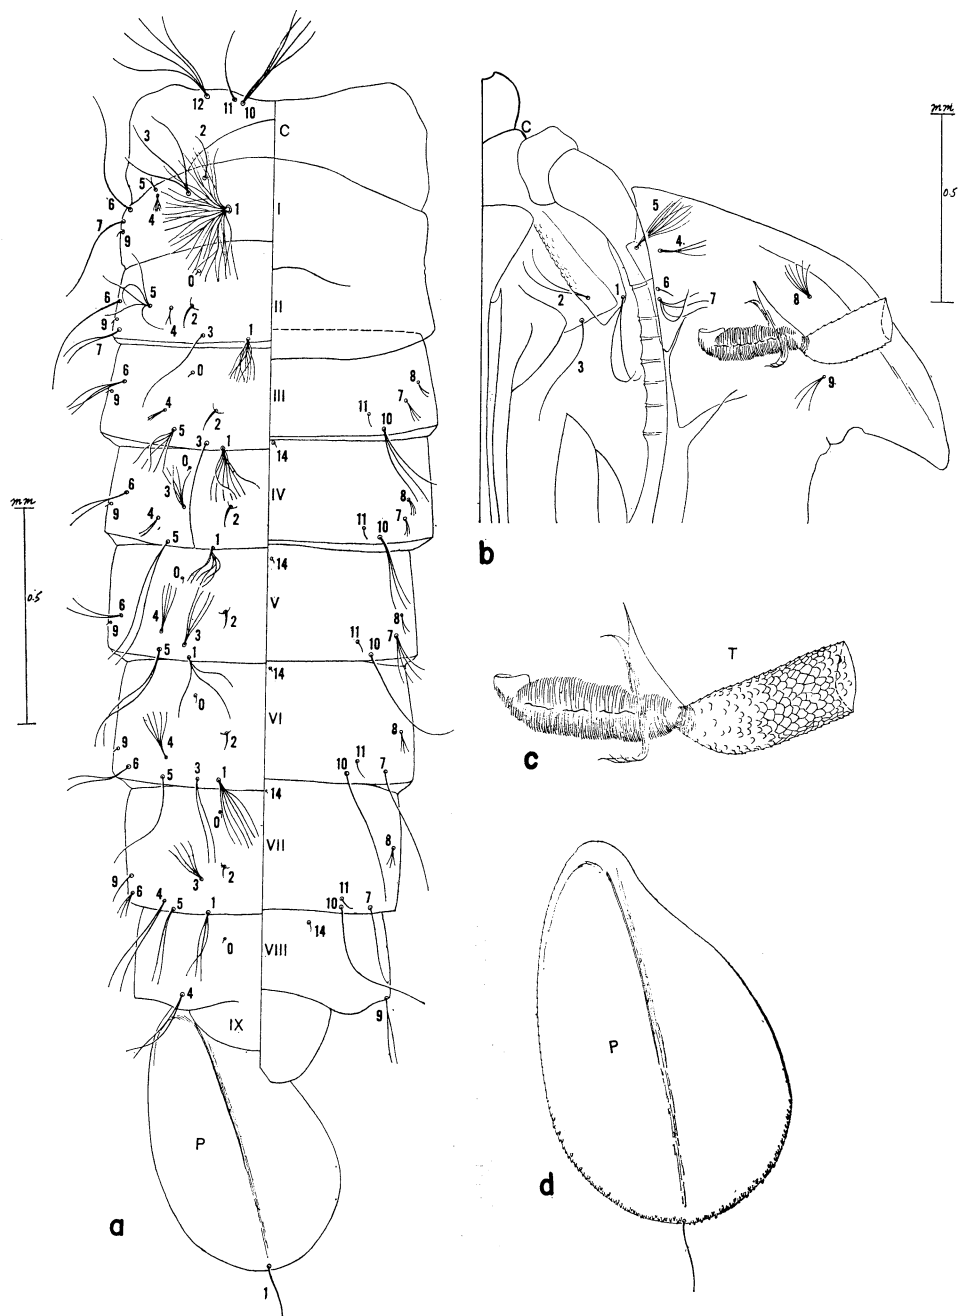 12 11 10
3 2 C
5
6 4 1 I
7
9
0
6 5 II
9 4 2
7 3 1
6 0 8
9 4 III 11 7
2 10
5 3 1 14
0
6 3 IV 8
9 4 2 11 7
5 1 10
0 14
V
6 4 3 2 8
9 11 7
5 1 10
14
0
VI
9 4 2 8
6 5 3 1 10 11 7
14
0
VII 8
9 3 2
6 4 5 1 11
10 7
14
0 VIII
4
IX 9
P
a
1
mm
0.5
C
mm
0.5
5
4
6
2 1 7 8
3
9
b
T
c
P
d